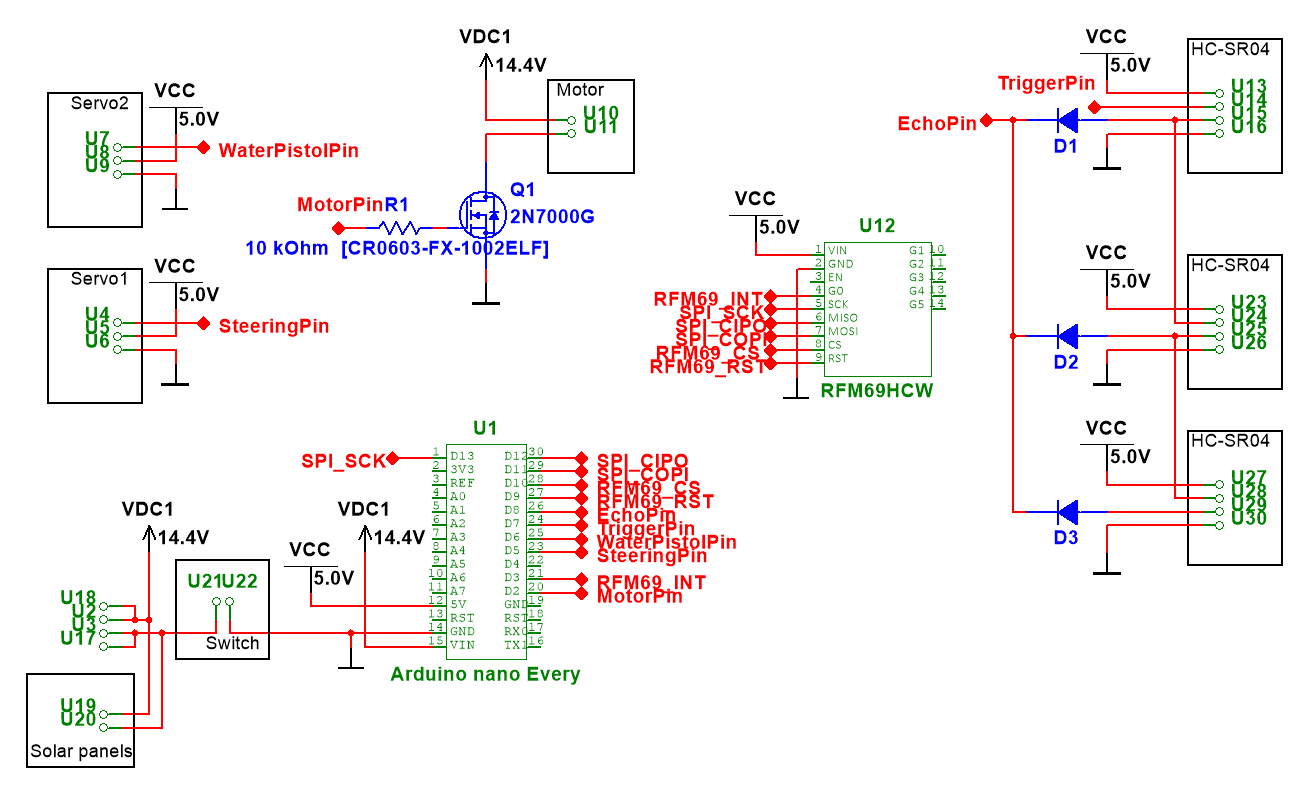 VDC1
14.4V
Motor
U10
U11
Servo2
VCC
5.0V
U7
U8
U9
WaterPistolPin
MotorPin
R1
10 kOhm [CR0603-FX-1002ELF]
Q1
2N7000G
Servo1
VCC
5.0V
U4
U5
U6
SteeringPin
VCC
5.0V
HC-SR04
TriggerPin
EchoPin
U13
U14
U15
U16
D1
VCC
5.0V
HC-SR04
U23
U24
U25
U26
D2
VCC
5.0V
HC-SR04
U27
U28
U29
U30
D3
VCC
5.0V
U12
1 VIN G1 10
2 GND G2 11
3 EN G3 12
RFM69_INT 4 G0 G4 13
SPI_SCK 5 SCK G5 14
SPI_CIPO 6 MISO
SPI_COPI 7 MOSI
RFM69_CS 8 CS
RFM69_RST 9 RST
RFM69HCW
U1
SPI_SCK 1 D13 D12 30 SPI_CIPO
2 3V3 D11 29 SPI_COPI
3 REF D10 28 RFM69_CS
4 A0 D9 27 RFM69_RST
5 A1 D8 26 EchoPin
6 A2 D7 24 TriggerPin
7 A3 D6 25 WaterPistolPin
8 A4 D5 23 SteeringPin
9 A5 D4 22
10 A6 D3 21 RFM69_INT
11 A7 D2 20 MotorPin
12 5V GND 19
13 RST RST 18
14 GND RX0 17
15 VIN TX1 16
Arduino nano Every
VDC1
14.4V
VCC
5.0V
VDC1
14.4V
U21 U22
Switch
U18
U2
U3
U17
U19
U20
Solar panels